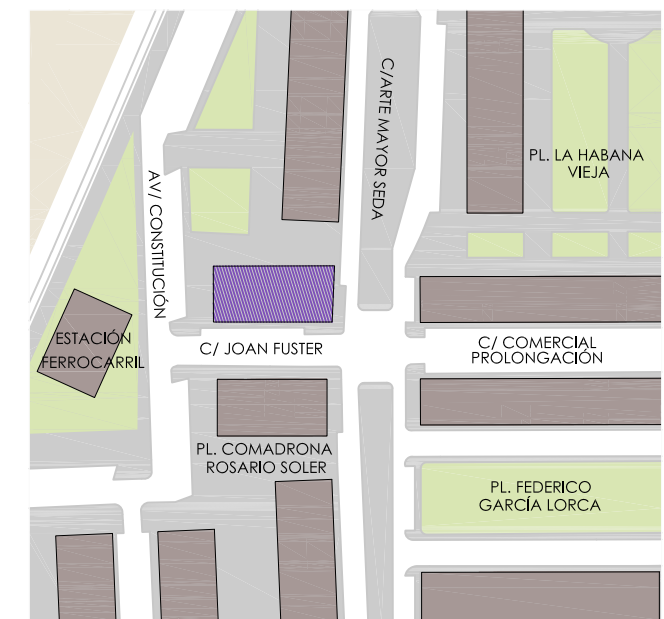 C/ARTE MAYOR SEDA
PL. LA HABANA
VIEJA
AV/ CONSTITUCIÓN
ESTACIÓN
FERROCARRIL
C/ JOAN FUSTER
C/ COMERCIAL
PROLONGACIÓN
PL. COMADRONA
ROSARIO SOLER
PL. FEDERICO
GARCÍA LORCA